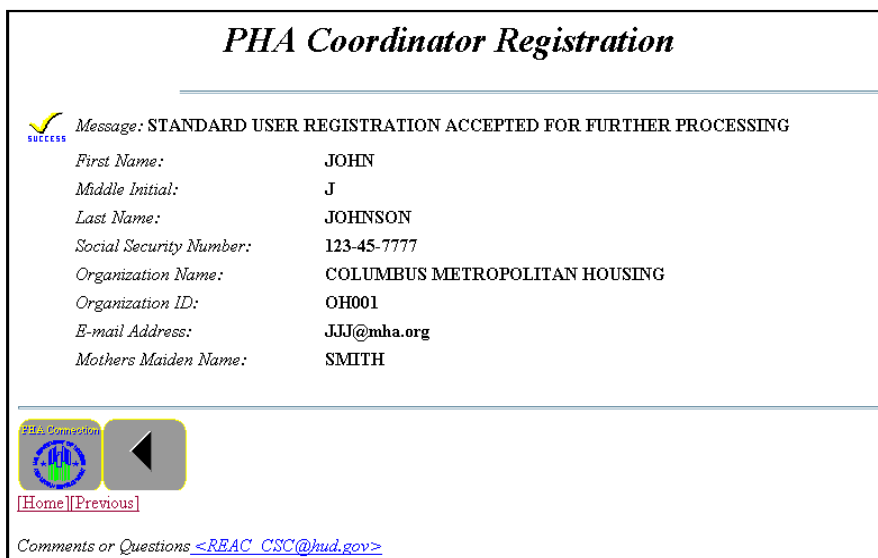 PHA Coordinator Registration
SUCCESS
Message: STANDARD USER REGISTRATION ACCEPTED FOR FURTHER PROCESSING
First Name: JOHN
Middle Initial: J
Last Name: JOHNSON
Social Security Number: 123-45-7777
Organization Name: COLUMBUS METROPOLITAN HOUSING
Organization ID: OH001
E-mail Address: JJJ@mha.org
Mothers Maiden Name: SMITH
PHA Connection
[Home][Previous]
Comments or Questions <REAC_CSC@hud.gov>